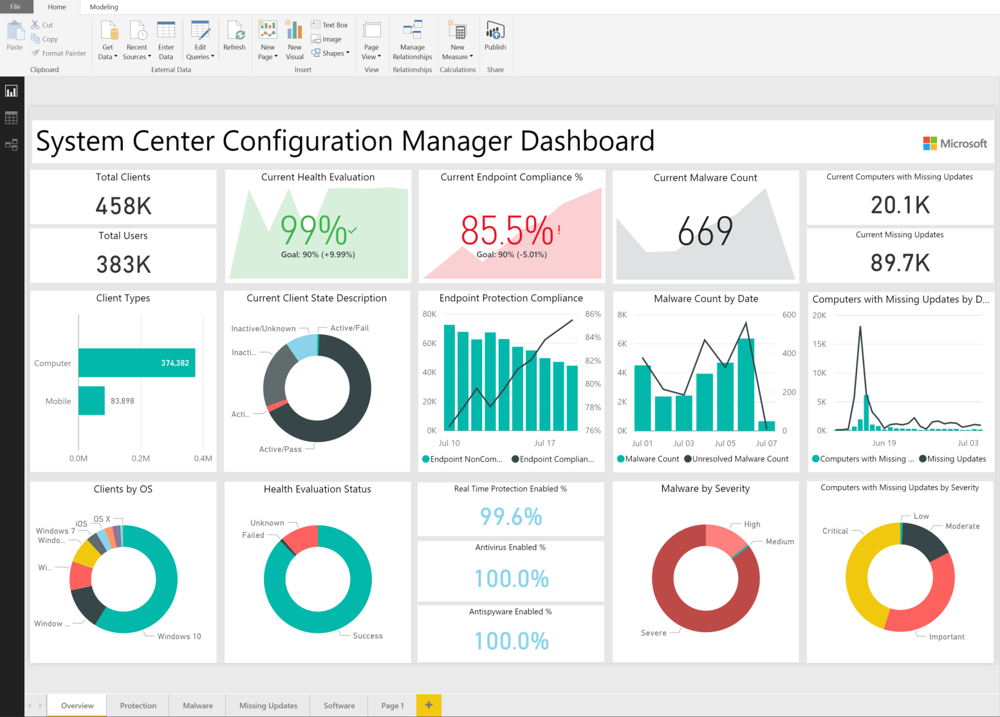 File Home Modeling
Paste
Cut
Copy
Format Painter
Clipboard
Get Data
Recent Sources
Enter Data
Edit Queries
Refresh
External Data
New Page
New Visual
Text Box
Image
Shapes
Insert
Page View
View
Manage Relationships
Relationships
New Measure
Calculations
Publish
Share
System Center Configuration Manager Dashboard
Microsoft
Total Clients
458K
Total Users
383K
Current Health Evaluation
99%
Goal: 90% (+9.99%)
Current Endpoint Compliance %
85.5%!
Goal: 90% (-5.01%)
Current Malware Count
669
Current Computers with Missing Updates
20.1K
Current Missing Updates
89.7K
Client Types
Computer
374,382
Mobile
83,898
0.0M 0.2M 0.4M
Current Client State Description
Inactive/Unknown
Active/Fail
Inacti...
Acti...
Active/Pass
Endpoint Protection Compliance
80K
60K
40K
20K
0K
86%
84%
82%
80%
78%
76%
Jul 10 Jul 17
Endpoint NonCom... Endpoint Complian...
Malware Count by Date
8K
6K
4K
2K
0K
600
400
200
0
Jul 01 Jul 03 Jul 05 Jul 07
Malware Count Unresolved Malware Count
Computers with Missing Updates by D...
20K
15K
10K
5K
0K
Jun 19 Jul 03
Computers with Missing ... Missing Updates
Clients by OS
OS X
iOS
Windows 7
Windo...
Wi...
Window ...
Windows 10
Health Evaluation Status
Unknown
Failed
Success
Real Time Protection Enabled %
99.6%
Antivirus Enabled %
100.0%
Antispyware Enabled %
100.0%
Malware by Severity
High
Medium
Severe
Computers with Missing Updates by Severity
Low
Critical
Moderate
Important
Overview Protection Malware Missing Updates Software Page 1 +